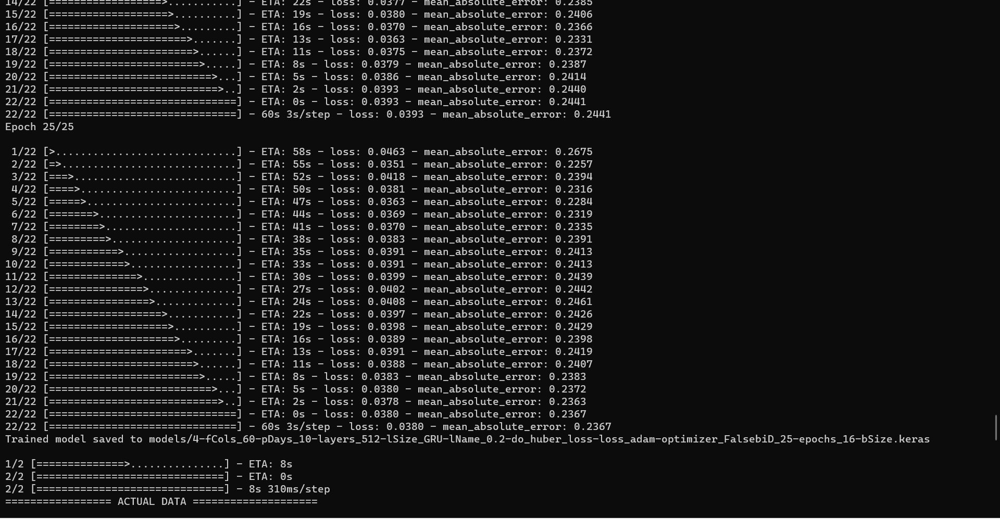 14/22 [==================>...........] - ETA: 22s - loss: 0.0377 - mean_absolute_error: 0.2385
15/22 [===================>..........] - ETA: 19s - loss: 0.0380 - mean_absolute_error: 0.2406
16/22 [====================>.........] - ETA: 16s - loss: 0.0370 - mean_absolute_error: 0.2366
17/22 [======================>.......] - ETA: 13s - loss: 0.0363 - mean_absolute_error: 0.2331
18/22 [=======================>......] - ETA: 11s - loss: 0.0375 - mean_absolute_error: 0.2372
19/22 [========================>.....] - ETA: 8s - loss: 0.0379 - mean_absolute_error: 0.2387
20/22 [==========================>...] - ETA: 5s - loss: 0.0386 - mean_absolute_error: 0.2414
21/22 [===========================>..] - ETA: 2s - loss: 0.0393 - mean_absolute_error: 0.2440
22/22 [==============================] - ETA: 0s - loss: 0.0393 - mean_absolute_error: 0.2441
22/22 [==============================] - 60s 3s/step - loss: 0.0393 - mean_absolute_error: 0.2441
Epoch 25/25
1/22 [>.............................] - ETA: 58s - loss: 0.0463 - mean_absolute_error: 0.2675
2/22 [=>............................] - ETA: 55s - loss: 0.0351 - mean_absolute_error: 0.2257
3/22 [===>..........................] - ETA: 52s - loss: 0.0418 - mean_absolute_error: 0.2394
4/22 [====>.........................] - ETA: 50s - loss: 0.0381 - mean_absolute_error: 0.2316
5/22 [=====>........................] - ETA: 47s - loss: 0.0363 - mean_absolute_error: 0.2284
6/22 [=======>......................] - ETA: 44s - loss: 0.0369 - mean_absolute_error: 0.2319
7/22 [========>.....................] - ETA: 41s - loss: 0.0370 - mean_absolute_error: 0.2335
8/22 [=========>....................] - ETA: 38s - loss: 0.0383 - mean_absolute_error: 0.2391
9/22 [===========>..................] - ETA: 35s - loss: 0.0391 - mean_absolute_error: 0.2413
10/22 [============>.................] - ETA: 33s - loss: 0.0391 - mean_absolute_error: 0.2413
11/22 [==============>...............] - ETA: 30s - loss: 0.0399 - mean_absolute_error: 0.2439
12/22 [===============>..............] - ETA: 27s - loss: 0.0402 - mean_absolute_error: 0.2442
13/22 [================>.............] - ETA: 24s - loss: 0.0408 - mean_absolute_error: 0.2461
14/22 [==================>...........] - ETA: 22s - loss: 0.0397 - mean_absolute_error: 0.2426
15/22 [===================>..........] - ETA: 19s - loss: 0.0398 - mean_absolute_error: 0.2429
16/22 [====================>.........] - ETA: 16s - loss: 0.0389 - mean_absolute_error: 0.2398
17/22 [======================>.......] - ETA: 13s - loss: 0.0391 - mean_absolute_error: 0.2419
18/22 [=======================>......] - ETA: 11s - loss: 0.0388 - mean_absolute_error: 0.2407
19/22 [========================>.....] - ETA: 8s - loss: 0.0383 - mean_absolute_error: 0.2383
20/22 [==========================>...] - ETA: 5s - loss: 0.0380 - mean_absolute_error: 0.2372
21/22 [===========================>..] - ETA: 2s - loss: 0.0378 - mean_absolute_error: 0.2363
22/22 [==============================] - ETA: 0s - loss: 0.0380 - mean_absolute_error: 0.2367
22/22 [==============================] - 60s 3s/step - loss: 0.0380 - mean_absolute_error: 0.2367
Trained model saved to models/4-fCols_60-pDays_10-layers_512-lSize_GRU-lName_0.2-do_huber_loss-loss_adam-optimizer_FalsebiD_25-epochs_16-bSize.keras
1/2 [==============>...............] - ETA: 8s
2/2 [==============================] - ETA: 0s
2/2 [==============================] - 8s 310ms/step
================= ACTUAL DATA ====================